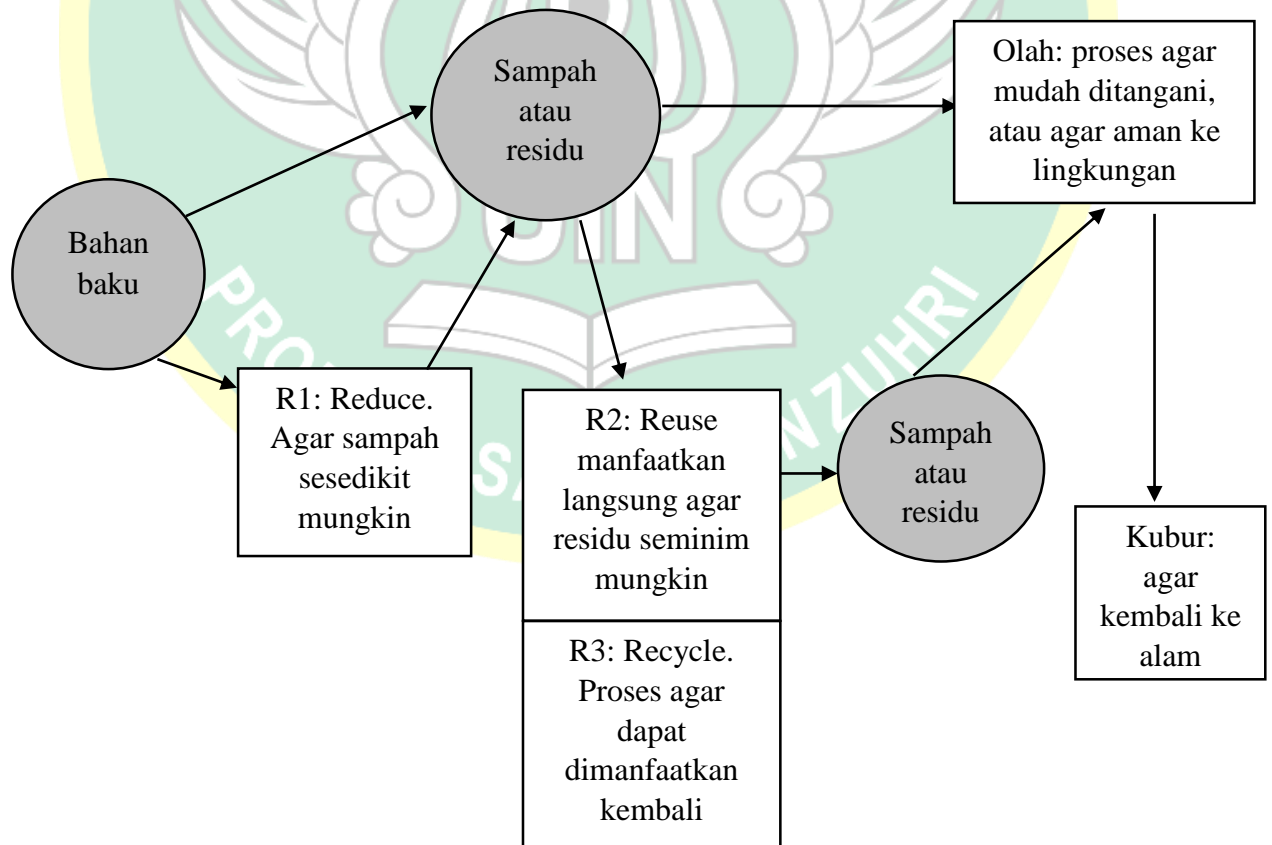 Sampah
atau
residu
Olah: proses agar
mudah ditangani,
atau agar aman ke
lingkungan
Bahan
baku
R1: Reduce.
Agar sampah
sesedikit
mungkin
R2: Reuse
manfaatkan
langsung agar
residu seminim
mungkin
Sampah
atau
residu
Kubur:
agar
kembali ke
alam
R3: Recycle.
Proses agar
dapat
dimanfaatkan
kembali
UIN